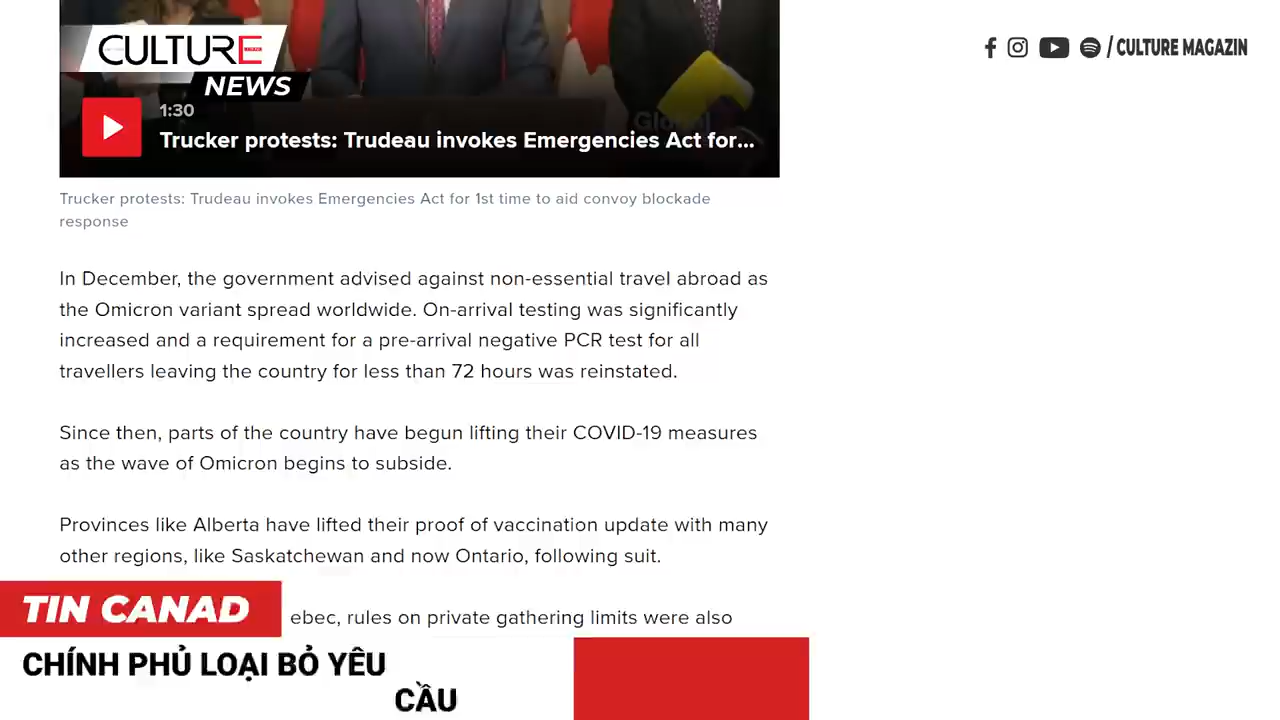 CULTURE
NEWS
/ CULTURE MAGAZIN
Global
1:30
Trucker protests: Trudeau invokes Emergencies Act for...
Trucker protests: Trudeau invokes Emergencies Act for 1st time to aid convoy blockade
response
In December, the government advised against non-essential travel abroad as
the Omicron variant spread worldwide. On-arrival testing was significantly
increased and a requirement for a pre-arrival negative PCR test for all
travellers leaving the country for less than 72 hours was reinstated.
Since then, parts of the country have begun lifting their COVID-19 measures
as the wave of Omicron begins to subside.
Provinces like Alberta have lifted their proof of vaccination update with many
other regions, like Saskatchewan and now Ontario, following suit.
ebec, rules on private gathering limits were also
TIN CANAD
CHÍNH PHỦ LOẠI BỎ YÊU
CẦU